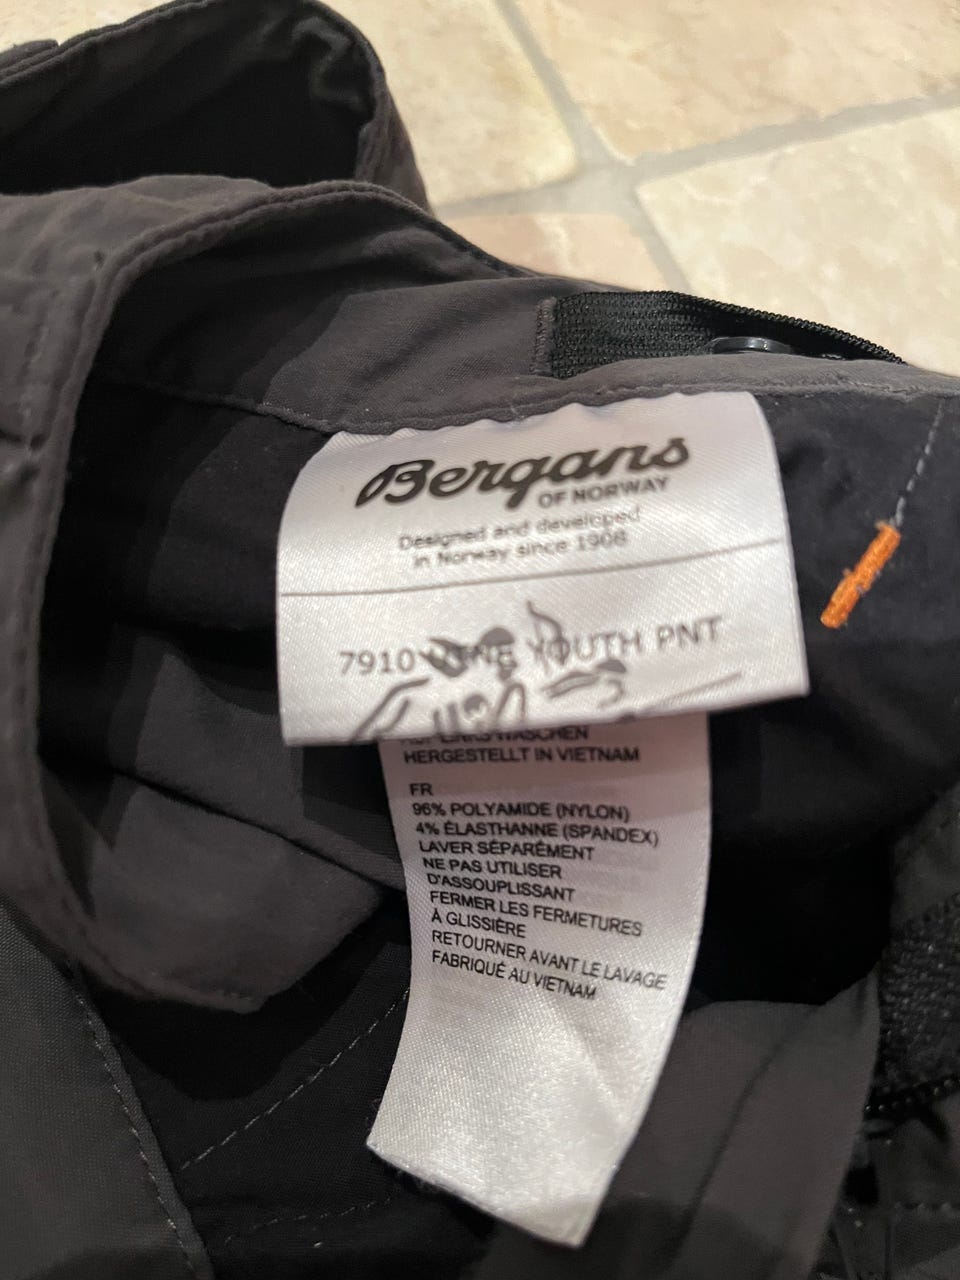 Bergans
OF NORWAY
Designed and developed
in Norway since 1908
7910 YOUTH PNT
WASCHEN
HERGESTELLT IN VIETNAM
FR
96% POLYAMIDE (NYLON)
4% ÉLASTHANNE (SPANDEX)
LAVER SÉPARÉMENT
NE PAS UTILISER
D'ASSOUPLISSANT
FERMER LES FERMETURES
À GLISSIÈRE
RETOURNER AVANT LE LAVAGE
FABRIQUÉ AU VIETNAM